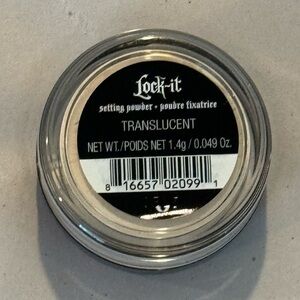 Lock-it
setting powder • poudre fixatrice
TRANSLUCENT
NET WT./POIDS NET 1.4g / 0.049 Oz.
8 16657 02099 1